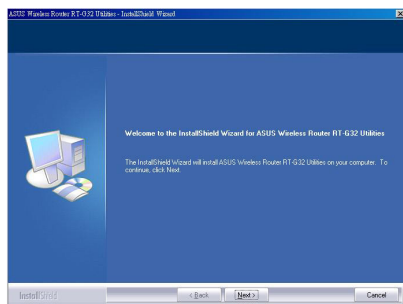 ASUS Wireless Router RT-G32 Utilities - InstallShield Wizard
Welcome to the InstallShield Wizard for ASUS Wireless Router RT-G32 Utilities
The InstallShield Wizard will install ASUS Wireless Router RT-G32 Utilities on your computer. To
continue, click Next.
InstallShield
< Back
Next >
Cancel